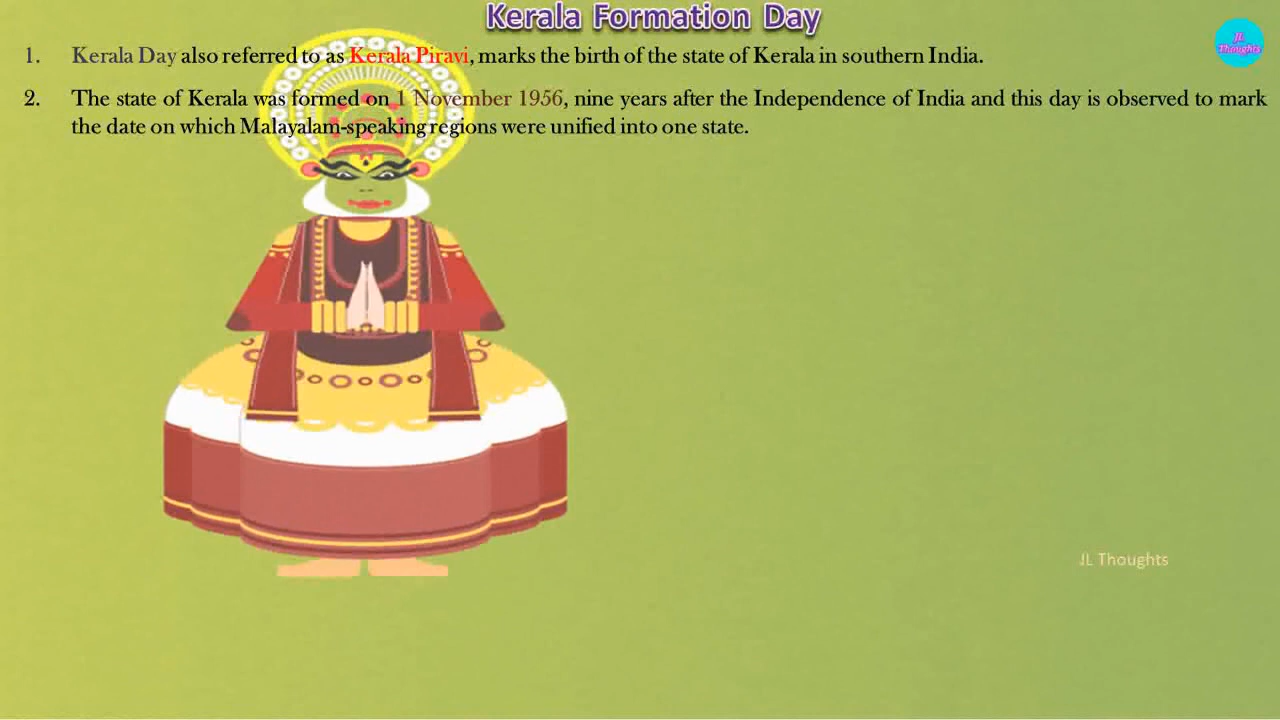 Kerala Formation Day
JL
Thoughts
1. Kerala Day also referred to as Kerala Piravi, marks the birth of the state of Kerala in southern India.
2. The state of Kerala was formed on 1 November 1956, nine years after the Independence of India and this day is observed to mark
the date on which Malayalam-speaking regions were unified into one state.
JL Thoughts